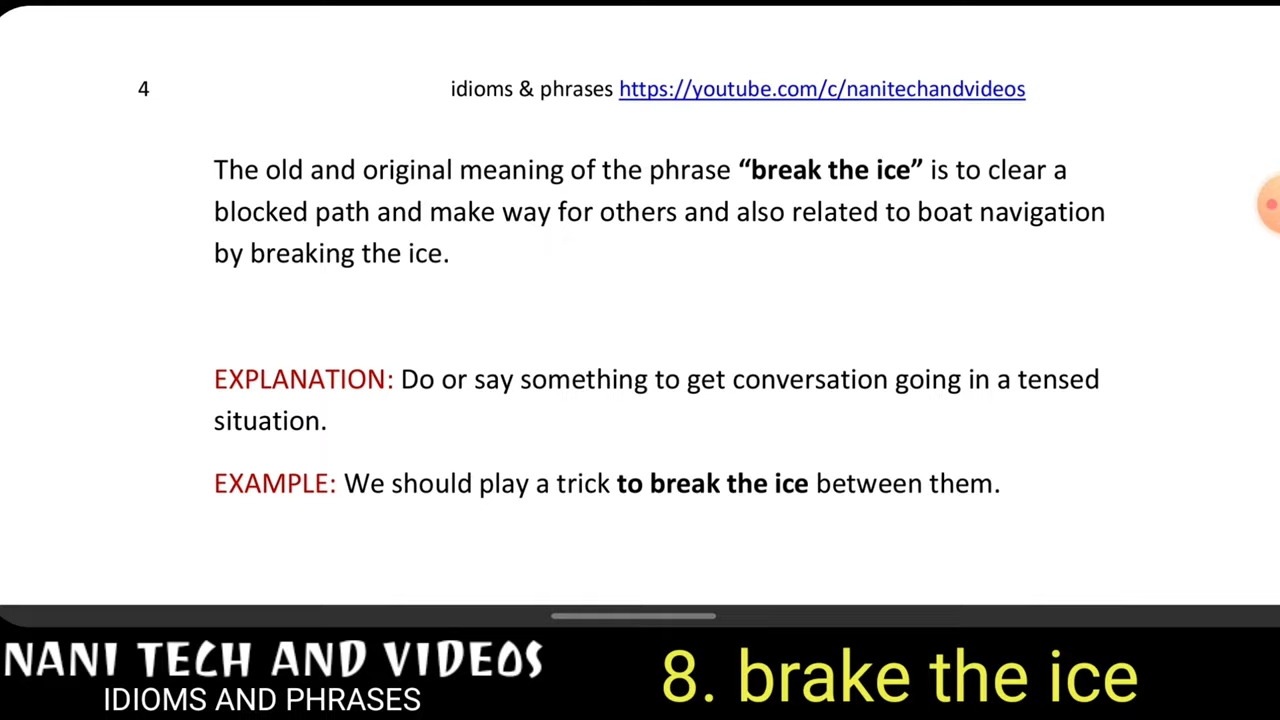 4
idioms & phrases https://youtube.com/c/nanitechandvideos
The old and original meaning of the phrase “break the ice” is to clear a
blocked path and make way for others and also related to boat navigation
by breaking the ice.
EXPLANATION: Do or say something to get conversation going in a tensed
situation.
EXAMPLE: We should play a trick to break the ice between them.
NANI TECH AND VIDEOS
IDIOMS AND PHRASES
8. brake the ice